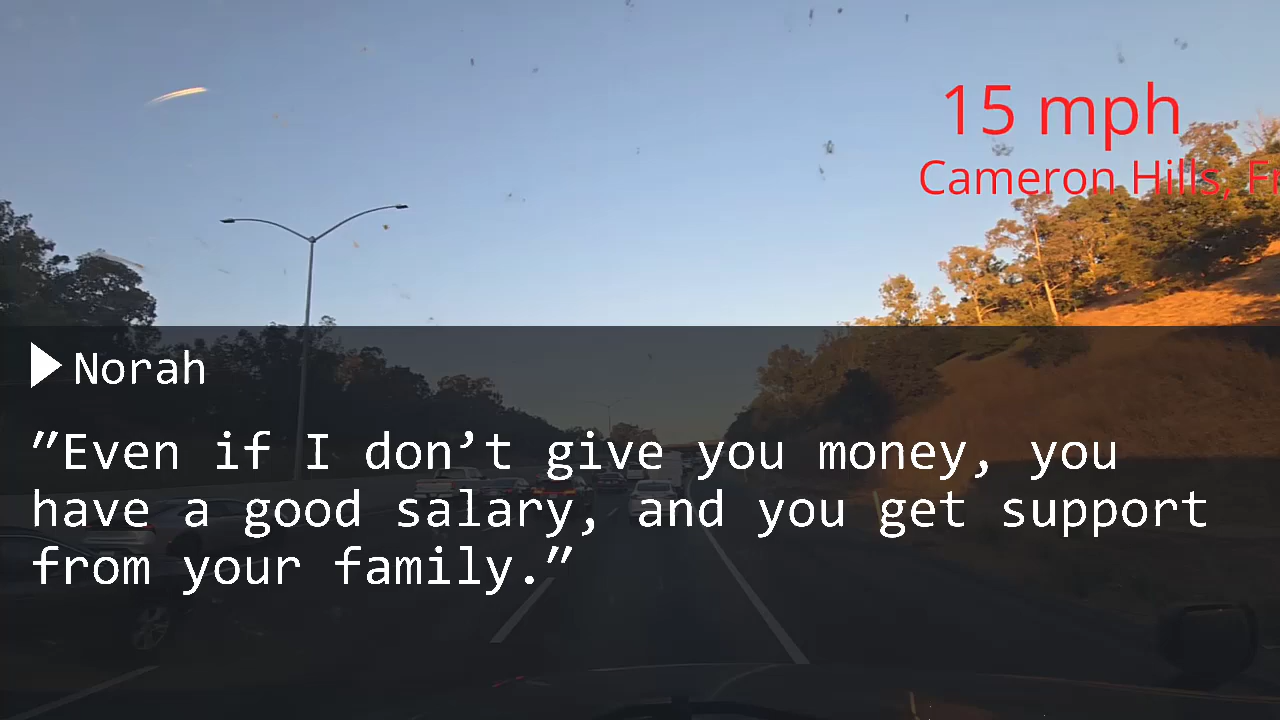 15 mph
Cameron Hills, Fr
Norah
"Even if I don’t give you money, you
have a good salary, and you get support
from your family."